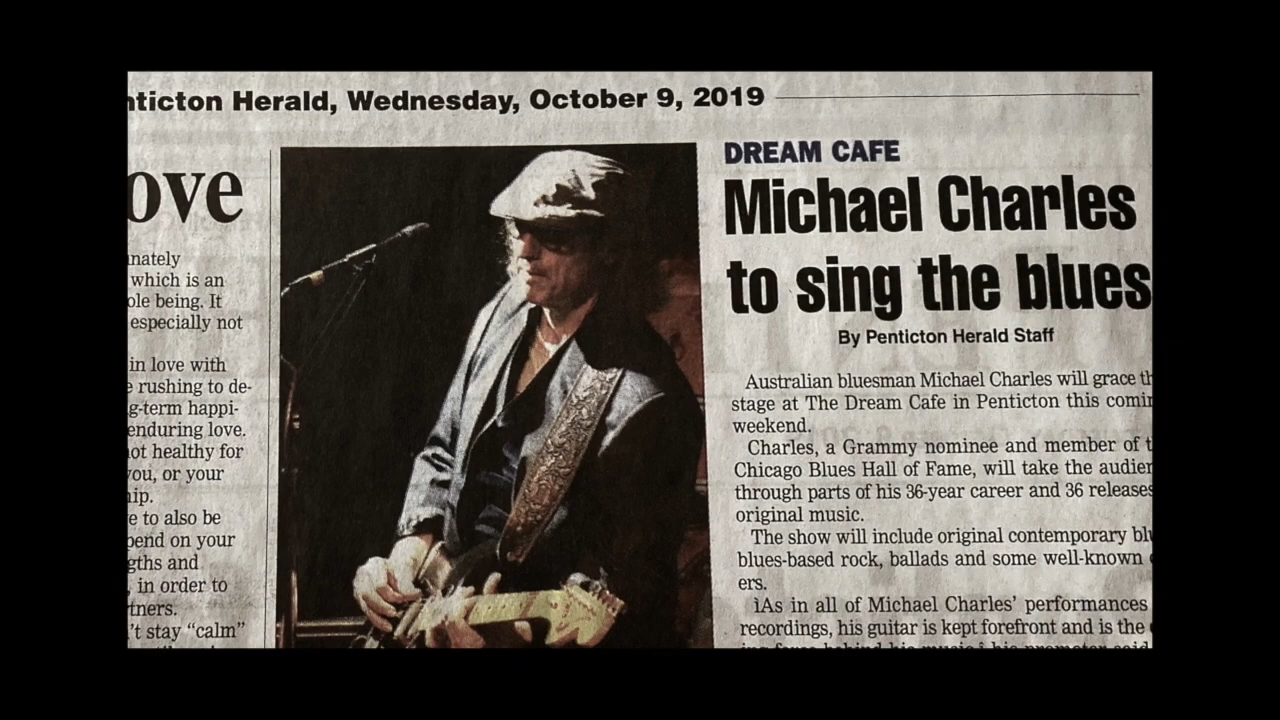 nticton Herald, Wednesday, October 9, 2019
ove
nately
which is an
ole being. It
especially not
in love with
e rushing to de-
g-term happi-
enduring love.
ot healthy for
you, or your
ip.
e to also be
pend on your
gths and
, in order to
tners.
't stay “calm”
DREAM CAFE
Michael Charles
to sing the blues
By Penticton Herald Staff
Australian bluesman Michael Charles will grace th
stage at The Dream Cafe in Penticton this comin
weekend.
Charles, a Grammy nominee and member of t
Chicago Blues Hall of Fame, will take the audien
through parts of his 36-year career and 36 releases
original music.
The show will include original contemporary blu
blues-based rock, ballads and some well-known c
ers.
ìAs in all of Michael Charles’ performances
recordings, his guitar is kept forefront and is the